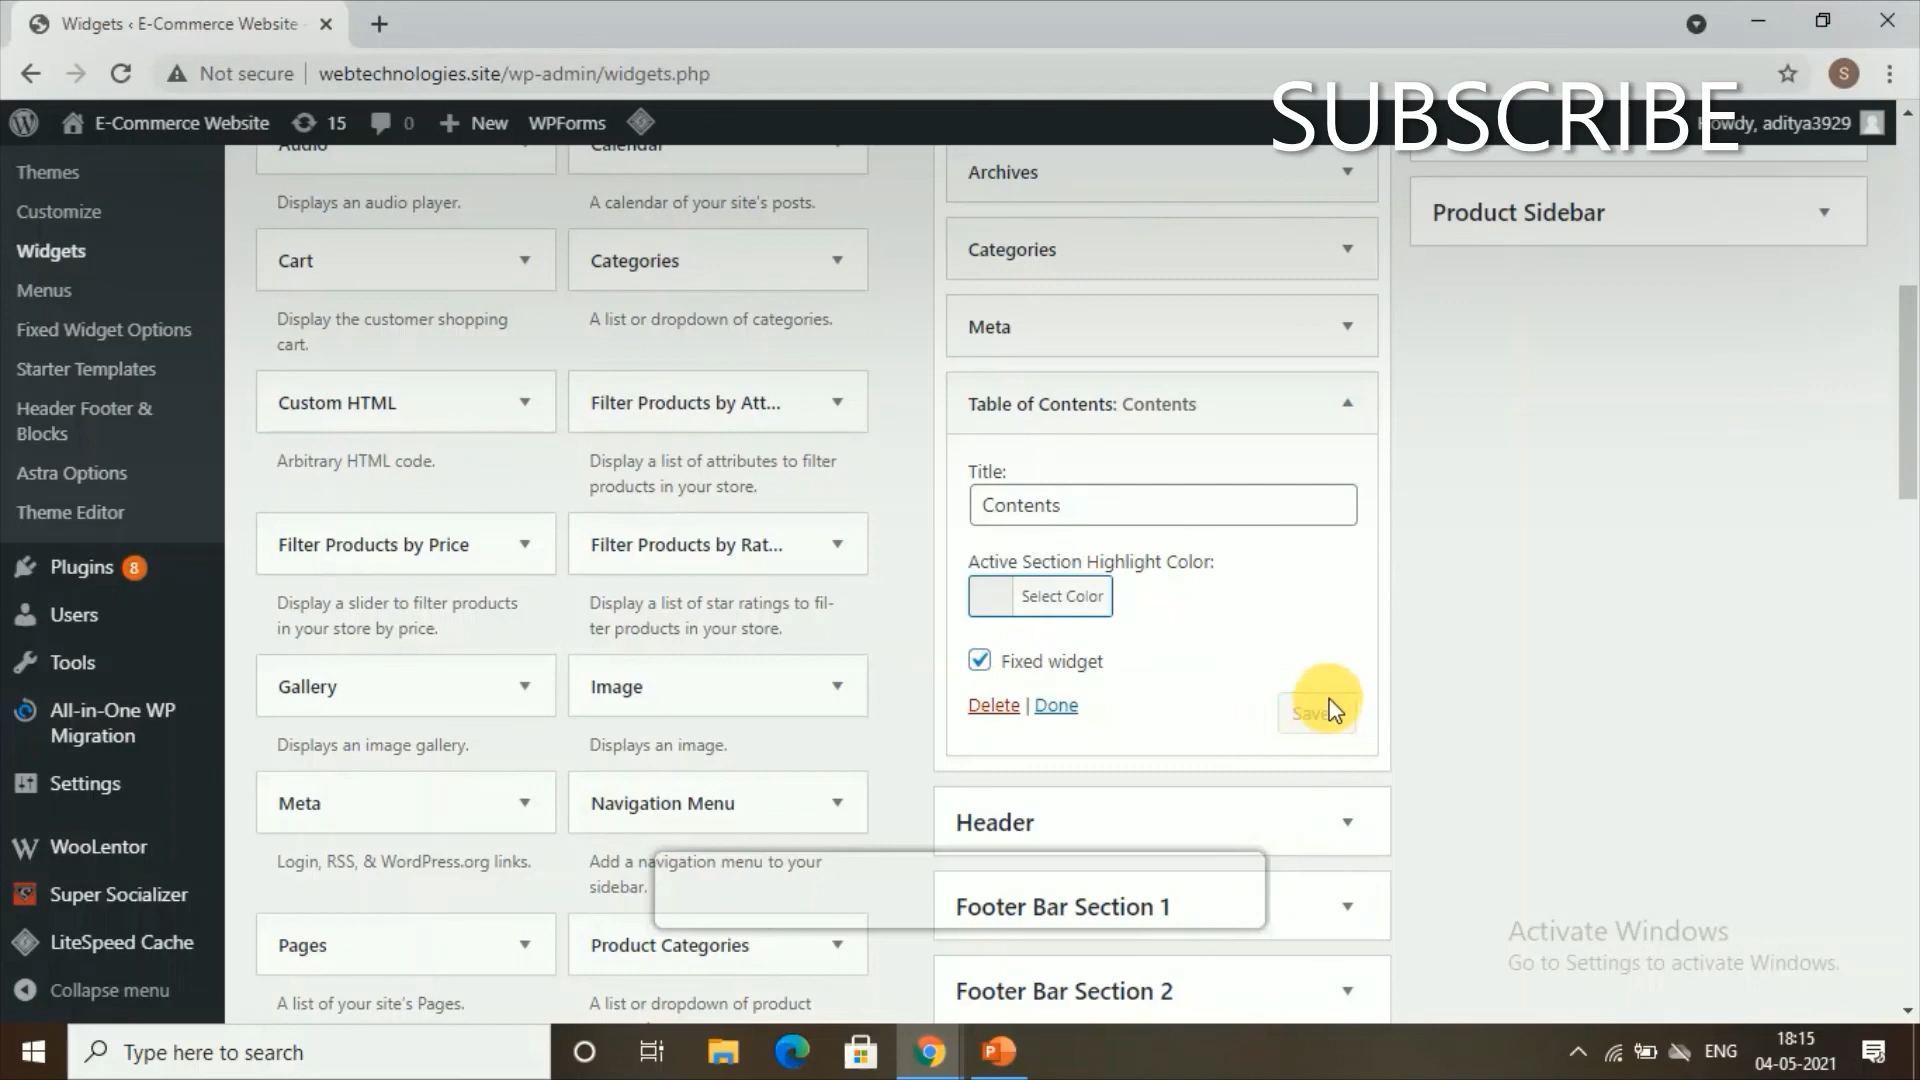 Widgets ‹ E-Commerce Website
Not secure
webtechnologies.site/wp-admin/widgets.php
S
SUBSCRIBE
E-Commerce Website
15
0
New
WPForms
Howdy, aditya3929
Themes
Customize
Widgets
Menus
Fixed Widget Options
Starter Templates
Header Footer &
Blocks
Astra Options
Theme Editor
Plugins 8
Users
Tools
All-in-One WP
Migration
Settings
WooLentor
Super Socializer
LiteSpeed Cache
Collapse menu
Audio
Displays an audio player.
Calendar
A calendar of your site's posts.
Cart
Display the customer shopping
cart.
Categories
A list or dropdown of categories.
Custom HTML
Arbitrary HTML code.
Filter Products by Att...
Display a list of attributes to filter
products in your store.
Filter Products by Price
Display a slider to filter products
in your store by price.
Filter Products by Rat...
Display a list of star ratings to fil-
ter products in your store.
Gallery
Displays an image gallery.
Image
Displays an image.
Meta
Login, RSS, & WordPress.org links.
Navigation Menu
Add a navigation menu to your
sidebar.
Pages
A list of your site's Pages.
Product Categories
A list or dropdown of product
Archives
Categories
Meta
Table of Contents: Contents
Title:
Contents
Active Section Highlight Color:
Select Color
Fixed widget
Delete | Done
Header
Footer Bar Section 1
Footer Bar Section 2
Product Sidebar
Activate Windows
Go to Settings to activate Windows.
Type here to search
ENG
18:15
04-05-2021